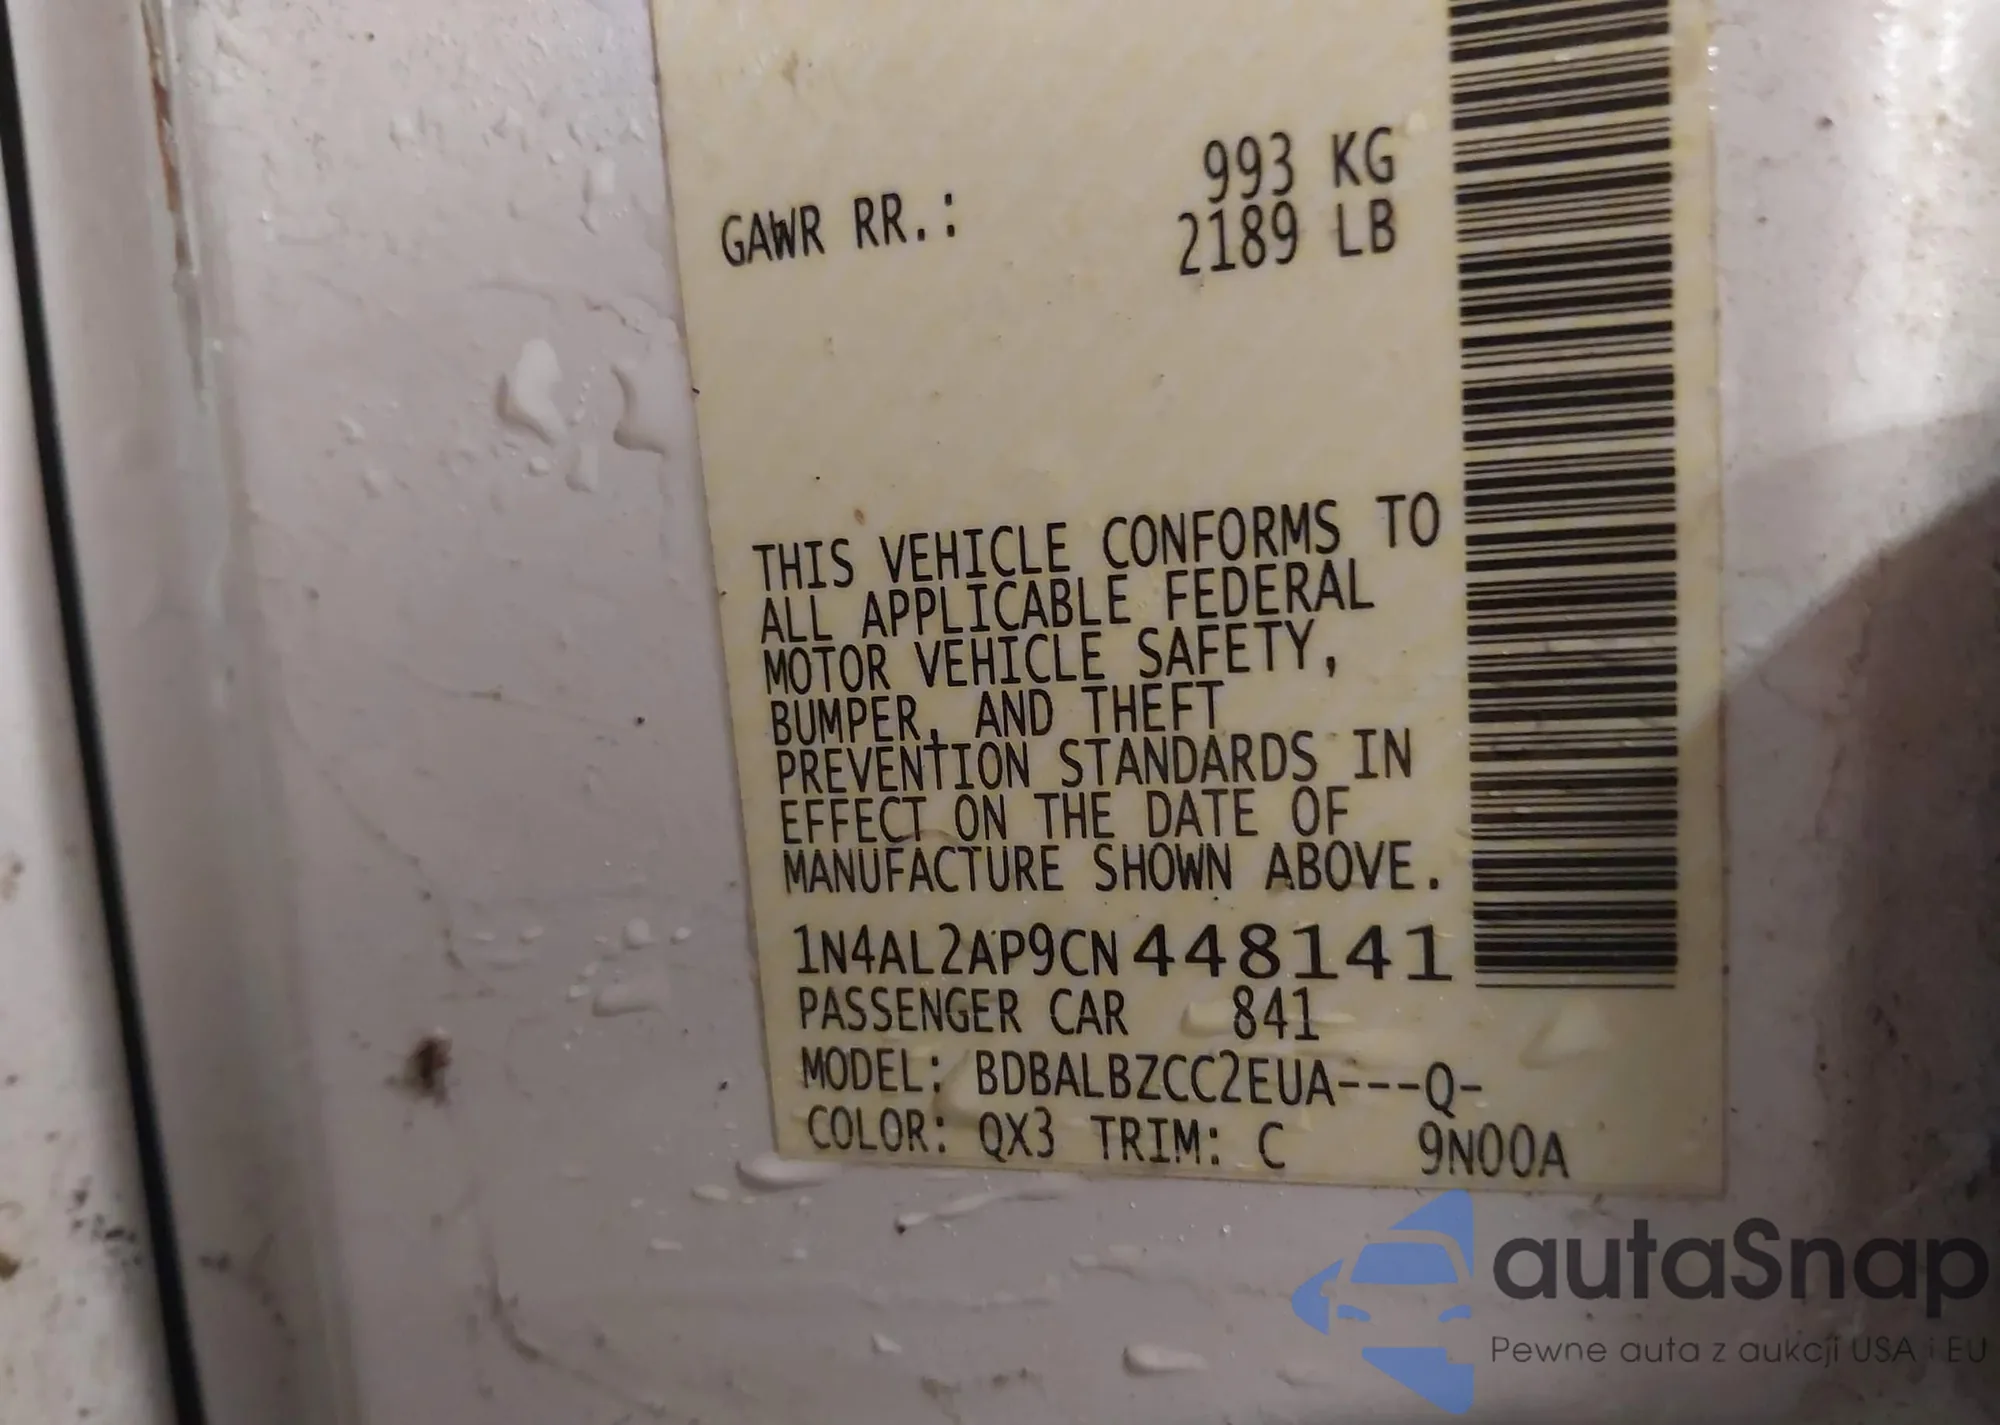 993 KG
GAWR RR.: 2189 LB
THIS VEHICLE CONFORMS TO
ALL APPLICABLE FEDERAL
MOTOR VEHICLE SAFETY,
BUMPER, AND THEFT
PREVENTION STANDARDS IN
EFFECT ON THE DATE OF
MANUFACTURE SHOWN ABOVE.
1N4AL2AP9CN448141
PASSENGER CAR 841
MODEL: BDBALBZCC2EUA---Q-
COLOR: QX3 TRIM: C 9N00A
autaSnap
Pewne auta z aukcji USA i EU